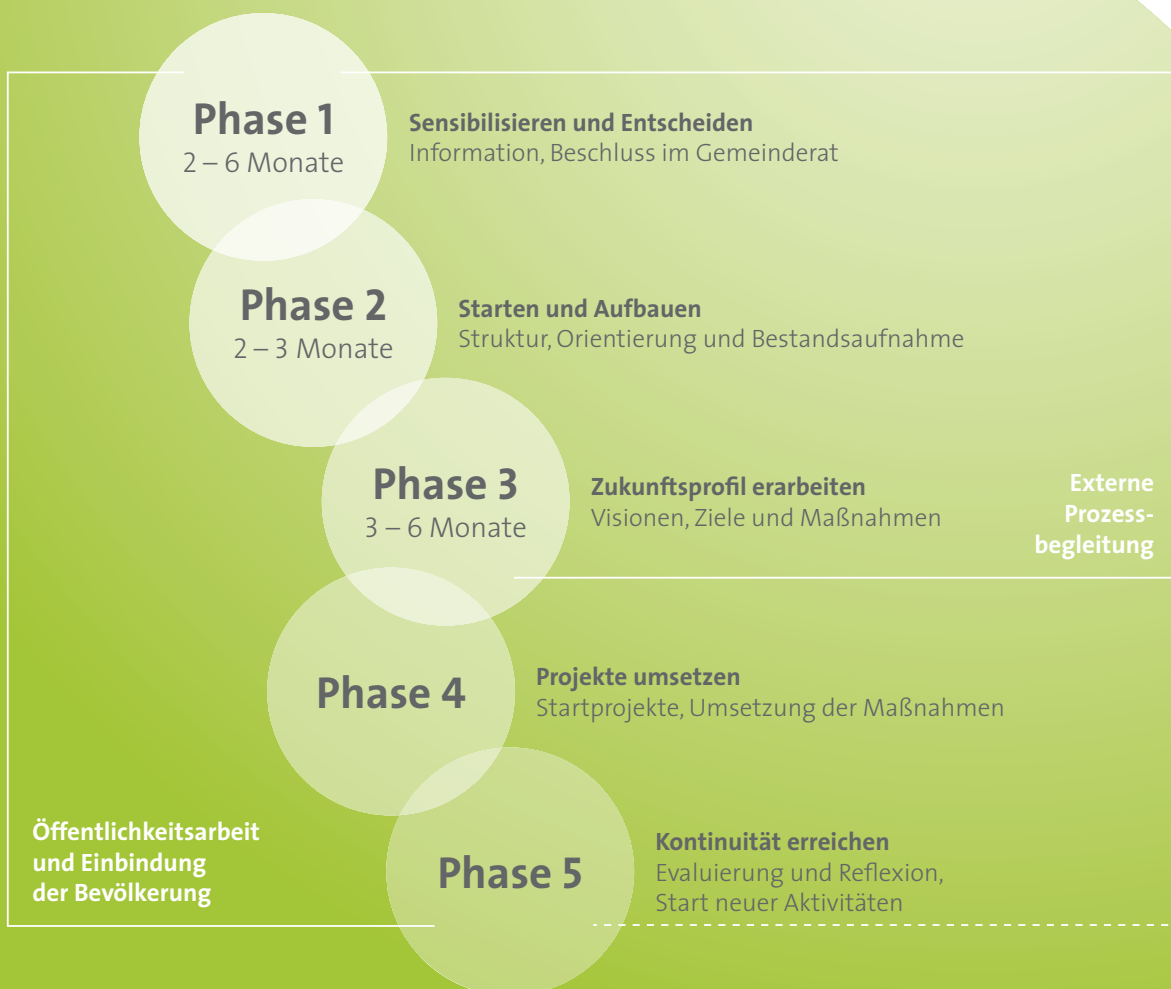 Phase 1
2 – 6 Monate
Sensibilisieren und Entscheiden
Information, Beschluss im Gemeinderat
Phase 2
2 – 3 Monate
Starten und Aufbauen
Struktur, Orientierung und Bestandsaufnahme
Phase 3
3 – 6 Monate
Zukunftsprofil erarbeiten
Visionen, Ziele und Maßnahmen
Externe
Prozess-
begleitung
Phase 4
Projekte umsetzen
Startprojekte, Umsetzung der Maßnahmen
Öffentlichkeitsarbeit
und Einbindung
der Bevölkerung
Phase 5
Kontinuität erreichen
Evaluierung und Reflexion,
Start neuer Aktivitäten